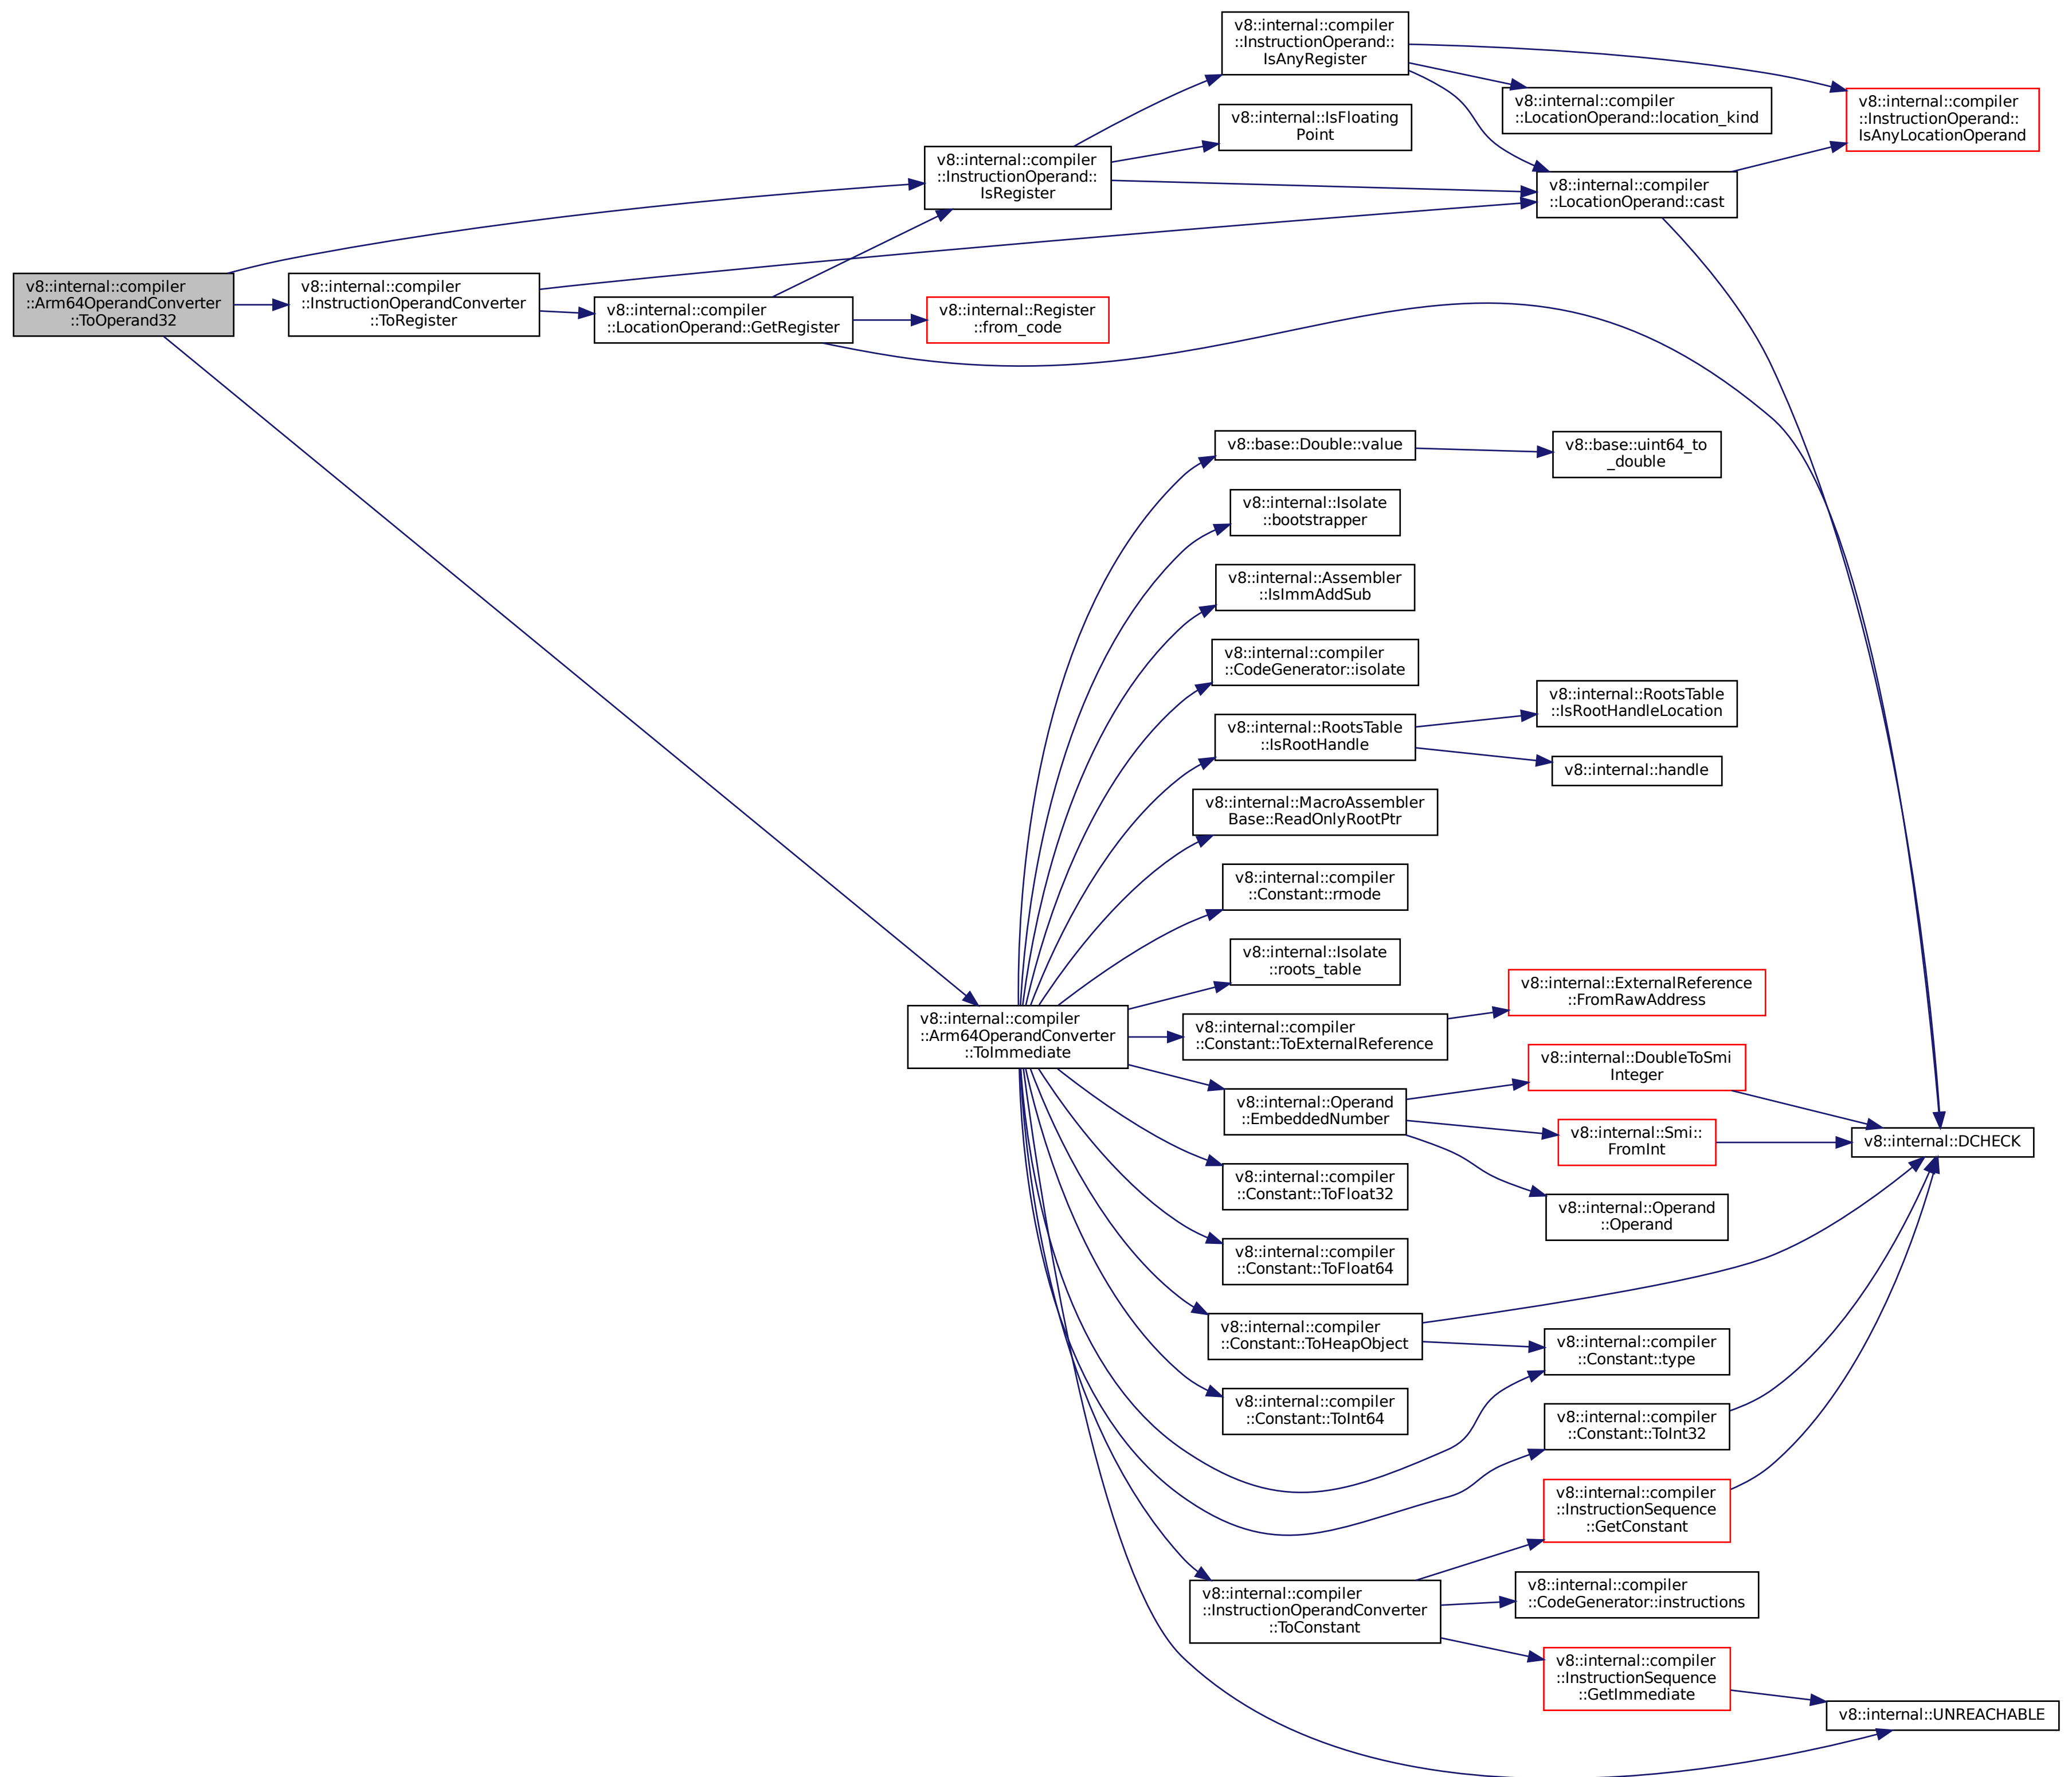 v8::internal::compiler
::InstructionOperand::
IsAnyRegister
v8::internal::compiler
::LocationOperand::location_kind
v8::internal::compiler
::InstructionOperand::
IsAnyLocationOperand
v8::internal::IsFloating
Point
v8::internal::compiler
::InstructionOperand::
IsRegister
v8::internal::compiler
::LocationOperand::cast
v8::internal::compiler
::Arm64OperandConverter
::ToOperand32
v8::internal::compiler
::InstructionOperandConverter
::ToRegister
v8::internal::compiler
::LocationOperand::GetRegister
v8::internal::Register
::from_code
v8::base::Double::value
v8::base::uint64_to
_double
v8::internal::Isolate
::bootstrapper
v8::internal::Assembler
::IsImmAddSub
v8::internal::compiler
::CodeGenerator::isolate
v8::internal::RootsTable
::IsRootHandle
v8::internal::RootsTable
::IsRootHandleLocation
v8::internal::handle
v8::internal::MacroAssembler
Base::ReadOnlyRootPtr
v8::internal::compiler
::Constant::rmode
v8::internal::Isolate
::roots_table
v8::internal::compiler
::Arm64OperandConverter
::ToImmediate
v8::internal::compiler
::Constant::ToExternalReference
v8::internal::ExternalReference
::FromRawAddress
v8::internal::Operand
::EmbeddedNumber
v8::internal::DoubleToSmi
Integer
v8::internal::Smi::
FromInt
v8::internal::DCHECK
v8::internal::Operand
::Operand
v8::internal::compiler
::Constant::ToFloat32
v8::internal::compiler
::Constant::ToFloat64
v8::internal::compiler
::Constant::ToHeapObject
v8::internal::compiler
::Constant::type
v8::internal::compiler
::Constant::ToInt64
v8::internal::compiler
::Constant::ToInt32
v8::internal::compiler
::InstructionSequence
::GetConstant
v8::internal::compiler
::InstructionOperandConverter
::ToConstant
v8::internal::compiler
::CodeGenerator::instructions
v8::internal::compiler
::InstructionSequence
::GetImmediate
v8::internal::UNREACHABLE